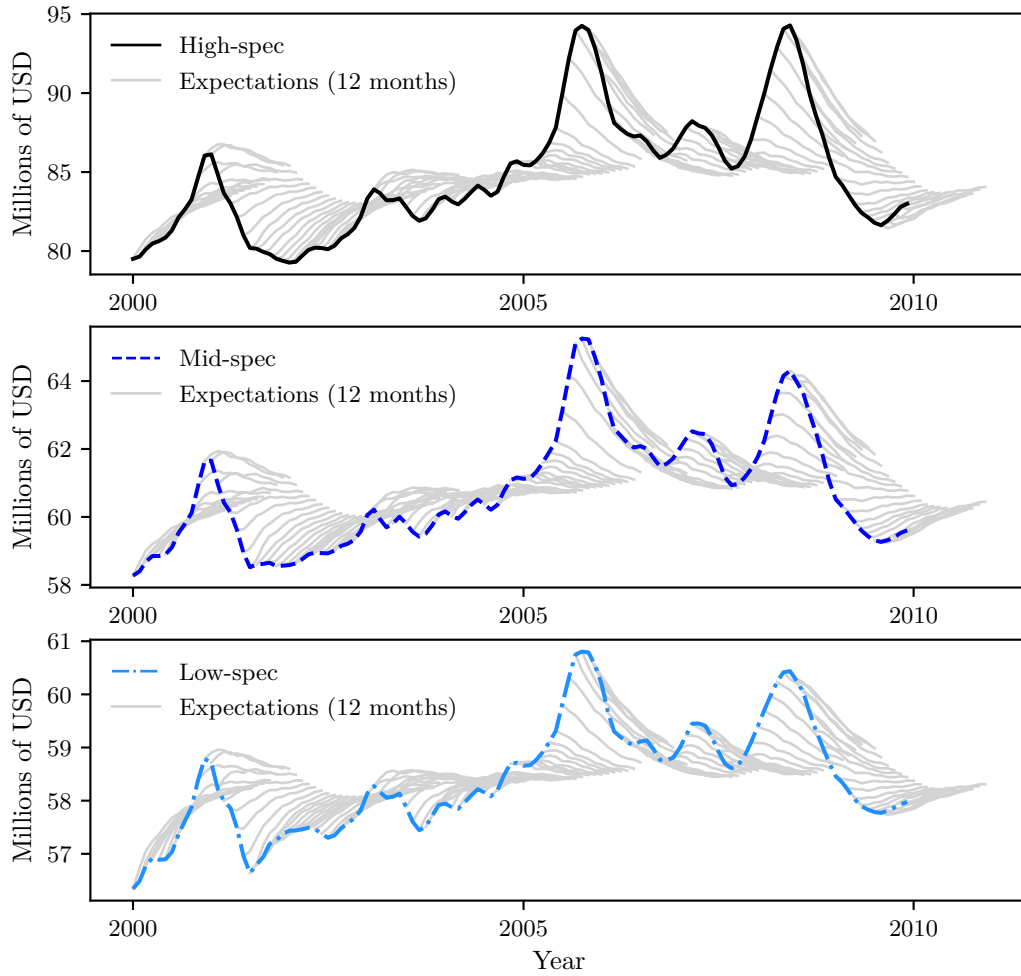 95
90
85
80
Millions of USD
High-spec
Expectations (12 months)
2000
2005
2010
64
62
60
58
Millions of USD
Mid-spec
Expectations (12 months)
2000
2005
2010
61
60
59
58
57
Millions of USD
Low-spec
Expectations (12 months)
2000
2005
2010
Year